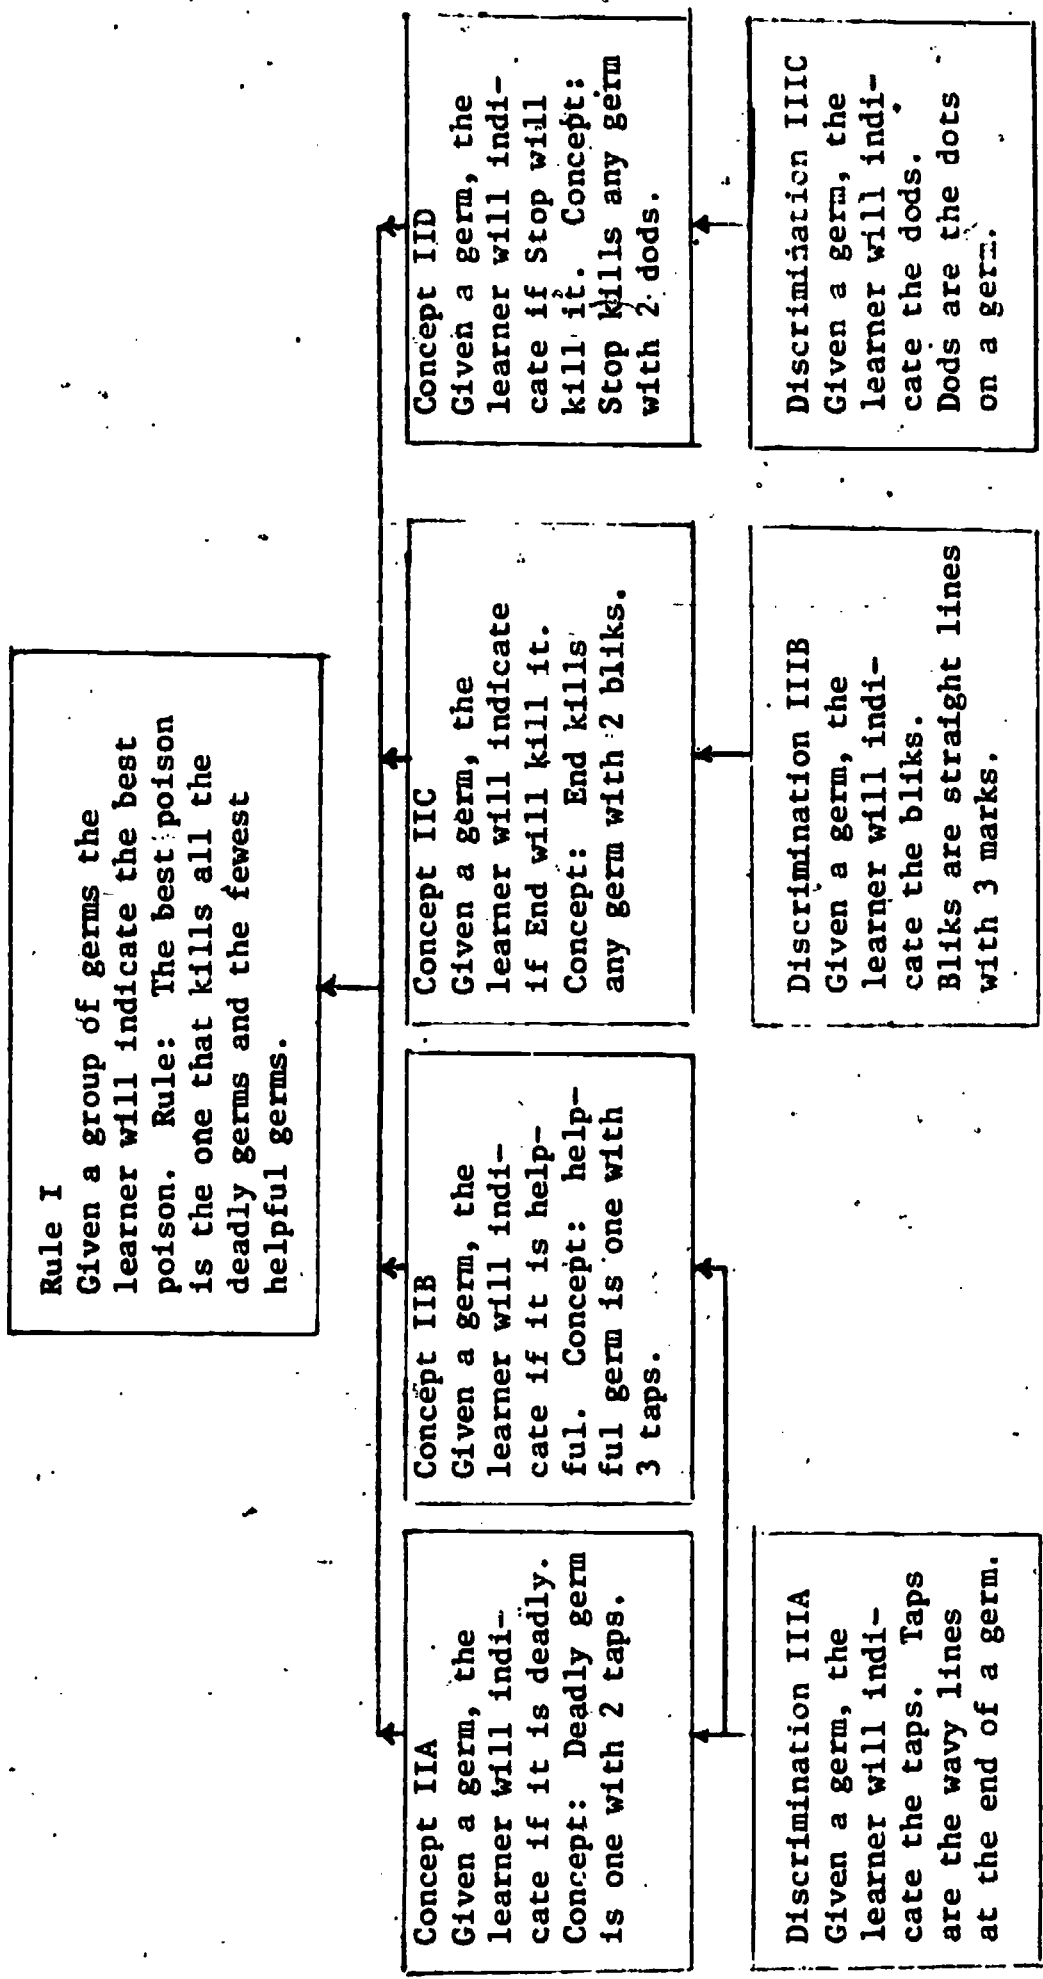 Rule I
Given a group of germs the
learner will indicate the best
poison. Rule: The best poison
is the one that kills all the
deadly germs and the fewest
helpful germs.
Concept IIA
Given a germ, the
learner will indi-
cate if it is deadly.
Concept: Deadly germ
is one with 2 taps.
Concept IIB
Given a germ, the
learner will indi-
cate if it is help-
ful. Concept: help-
ful germ is one with
3 taps.
Concept IIC
Given a germ, the
learner will indicate
if End will kill it.
Concept: End kills
any germ with 2 bliks.
Concept IID
Given a germ, the
learner will indi-
cate if Stop will
kill it. Concept:
Stop kills any germ
with 2 dods.
Discrimination IIIA
Given a germ, the
learner will indi-
cate the taps. Taps
are the wavy lines
at the end of a germ.
Discrimination IIIB
Given a germ, the
learner will indi-
cate the bliks.
Bliks are straight lines
with 3 marks.
Discrimination IIIC
Given a germ, the
learner will indi-
cate the dods.
Dods are the dots
on a germ.